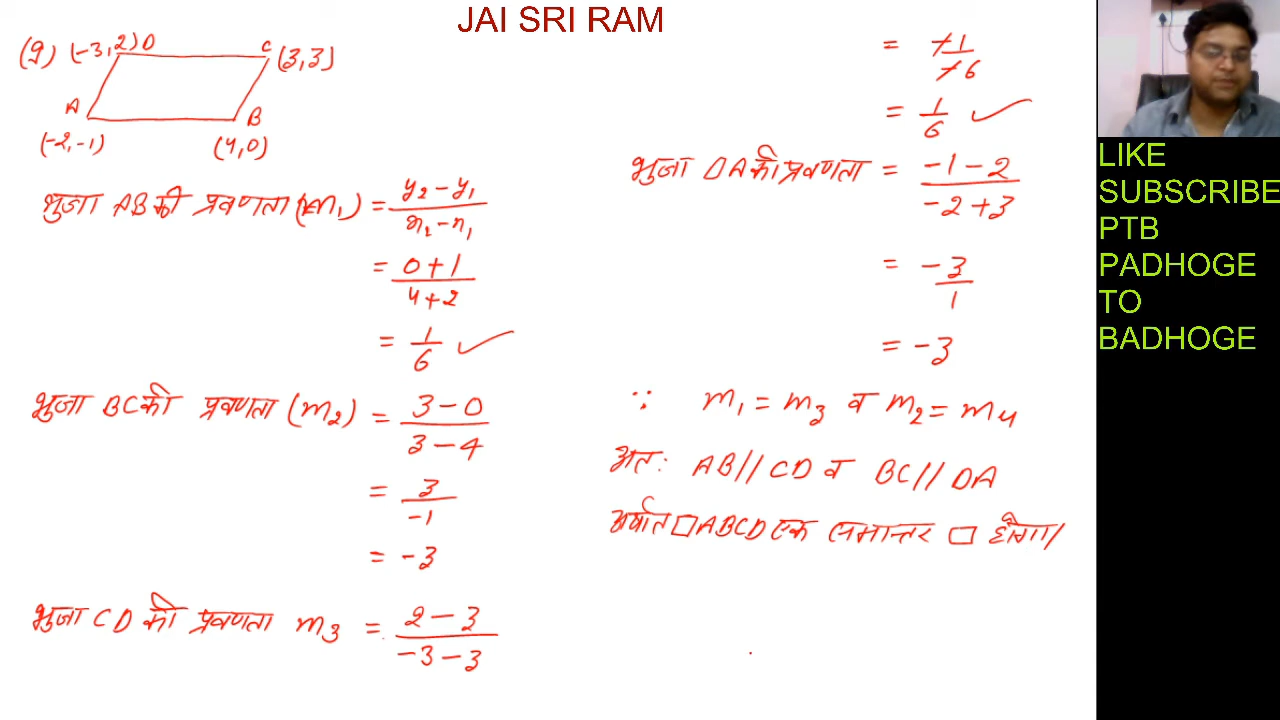 JAI SRI RAM
(9) (-3, 2) D C (3, 3)
A B
(-2, -1) (4, 0)
भुजा AB की प्रवणता (m₁) = y₂ - y₁ / x₂ - x₁
= 0 + 1 / 4 + 2
= 1/6 ✓
भुजा BC की प्रवणता (m₂) = 3 - 0 / 3 - 4
= 3 / -1
= -3
भुजा CD की प्रवणता m₃ = 2 - 3 / -3 - 3
= -1 / -6
= 1/6 ✓
भुजा DA की प्रवणता = -1 - 2 / -2 + 3
= -3 / 1
= -3
∵ m₁ = m₃ व m₂ = m₄
अतः AB // CD व BC // DA
अर्थात □ABCD एक समान्तर □ होगा।
LIKE
SUBSCRIBE
PTB
PADHOGE
TO
BADHOGE